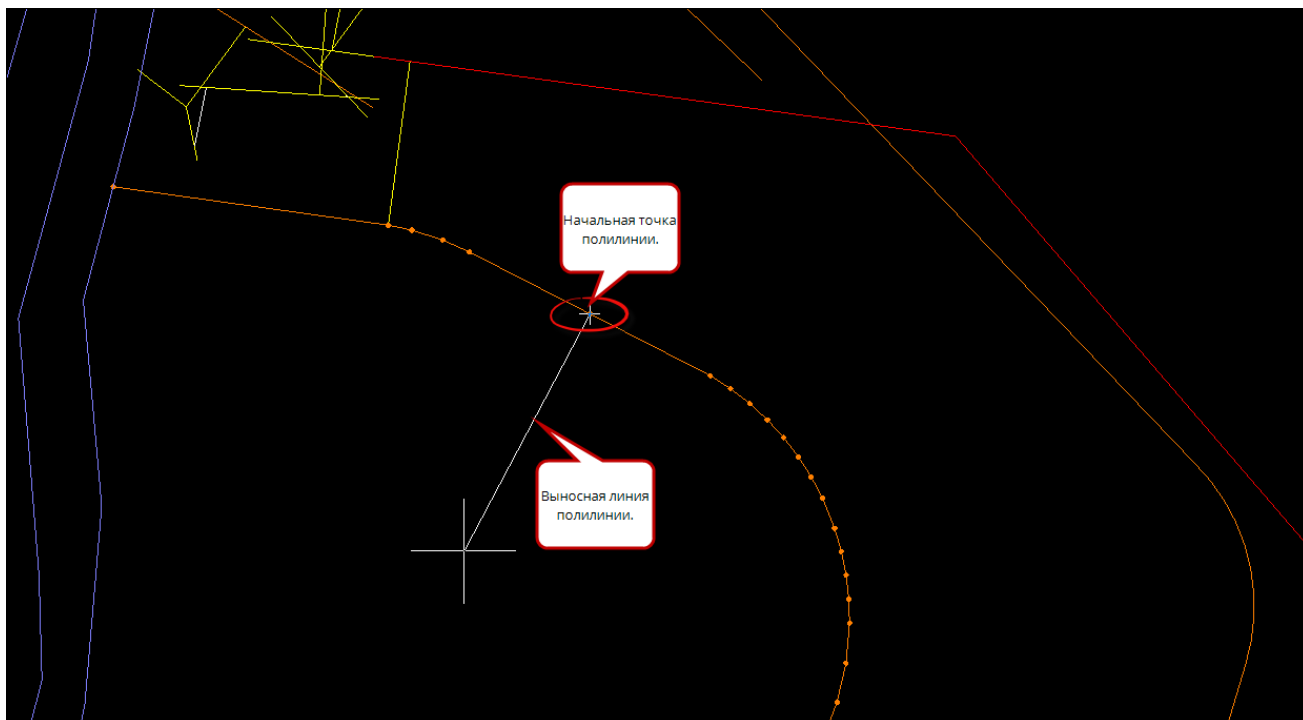 Начальная точка
полилинии.
Выносная линия
полилинии.